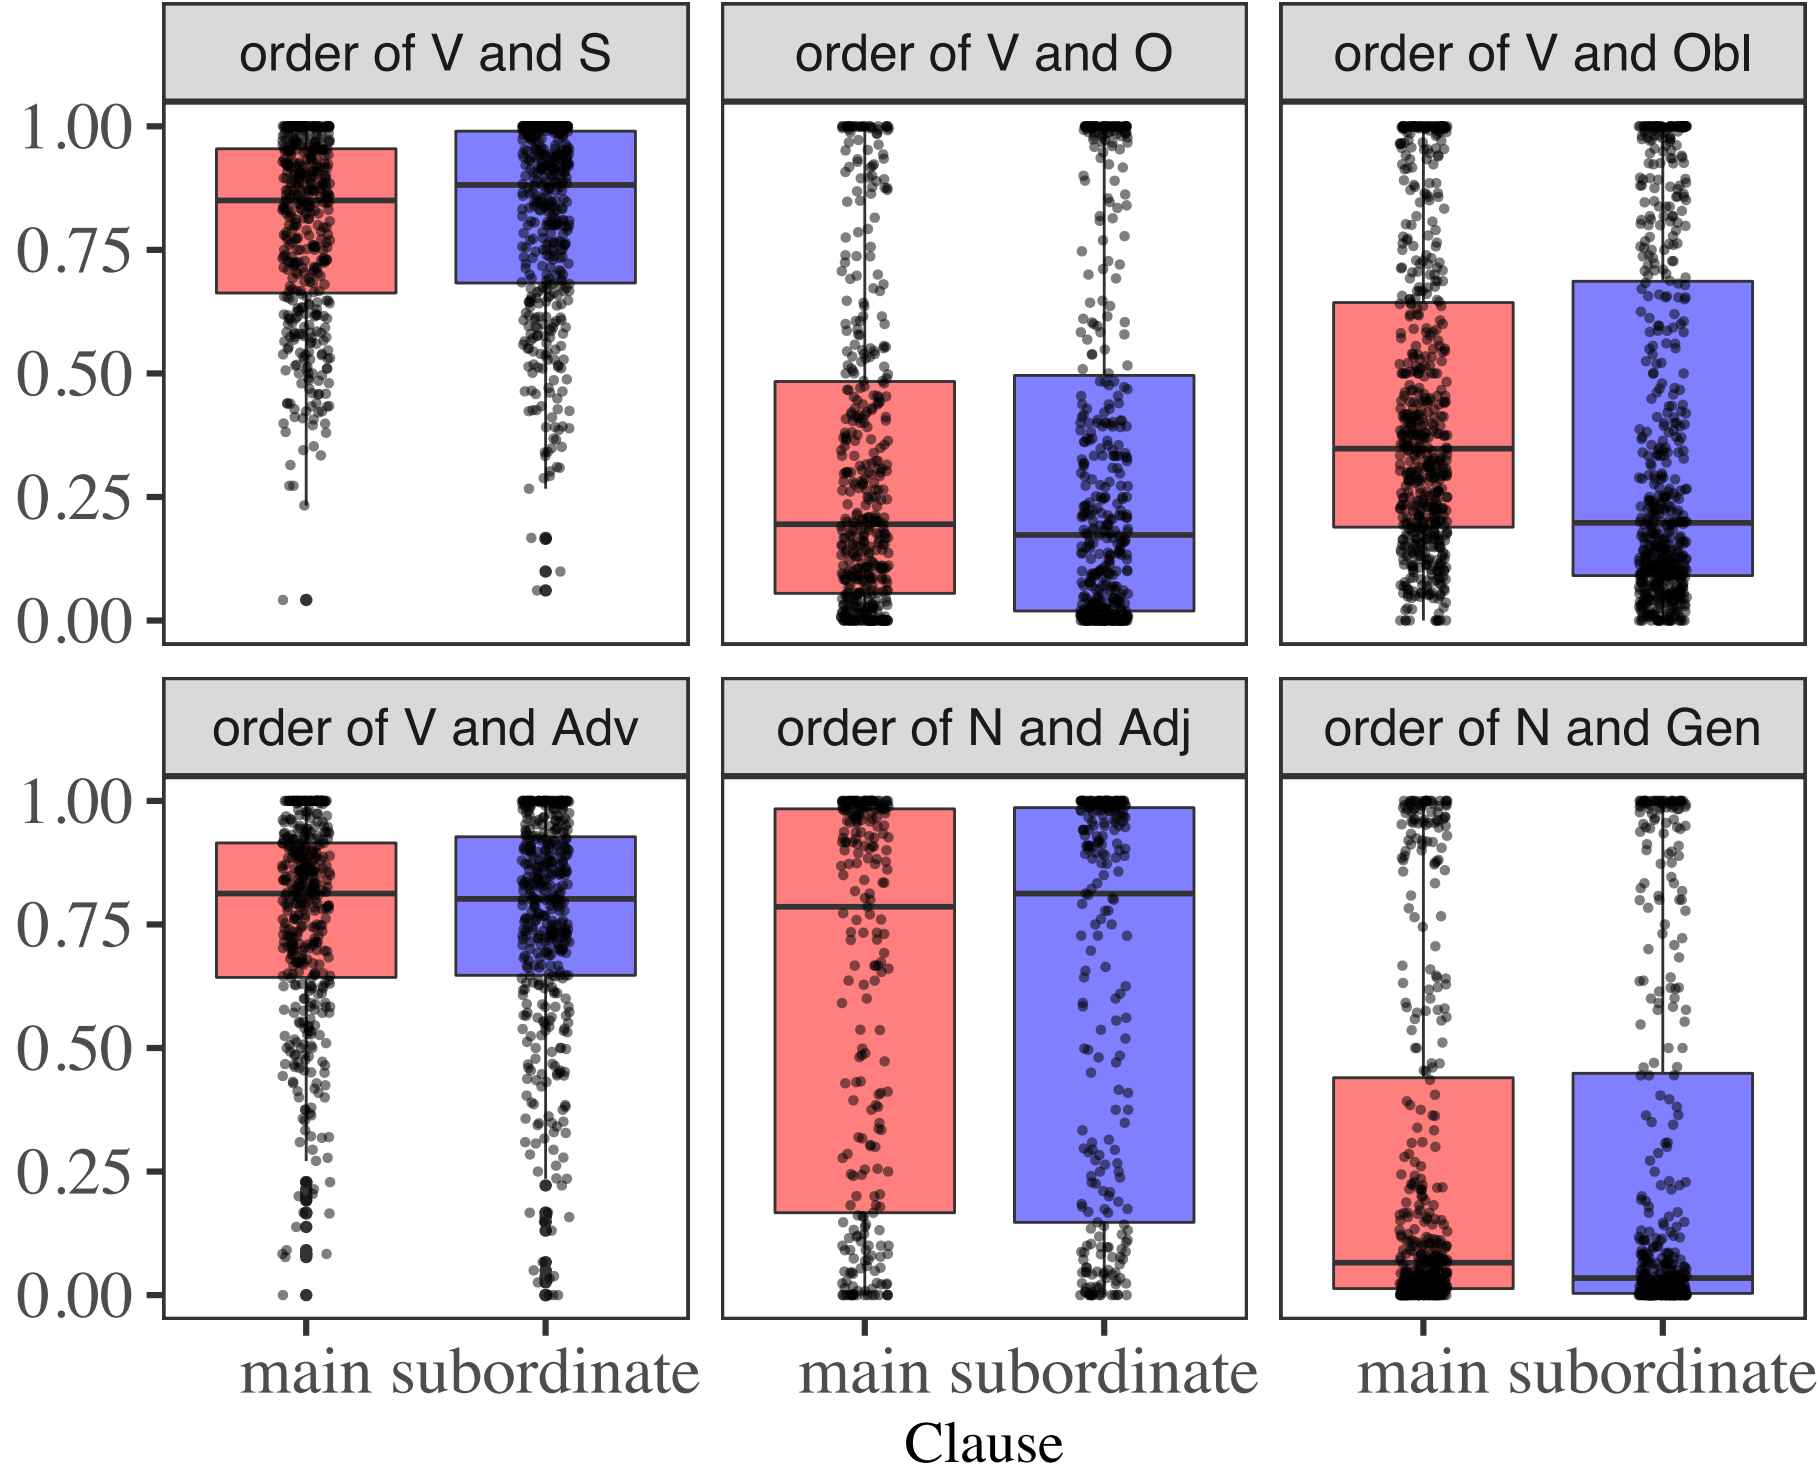 order of V and S order of V and O order of V and Obl
1.00
0.75
0.50
0.25
0.00
order of V and Adv order of N and Adj order of N and Gen
1.00
0.75
0.50
0.25
0.00
main subordinate main subordinate main subordinate
Clause